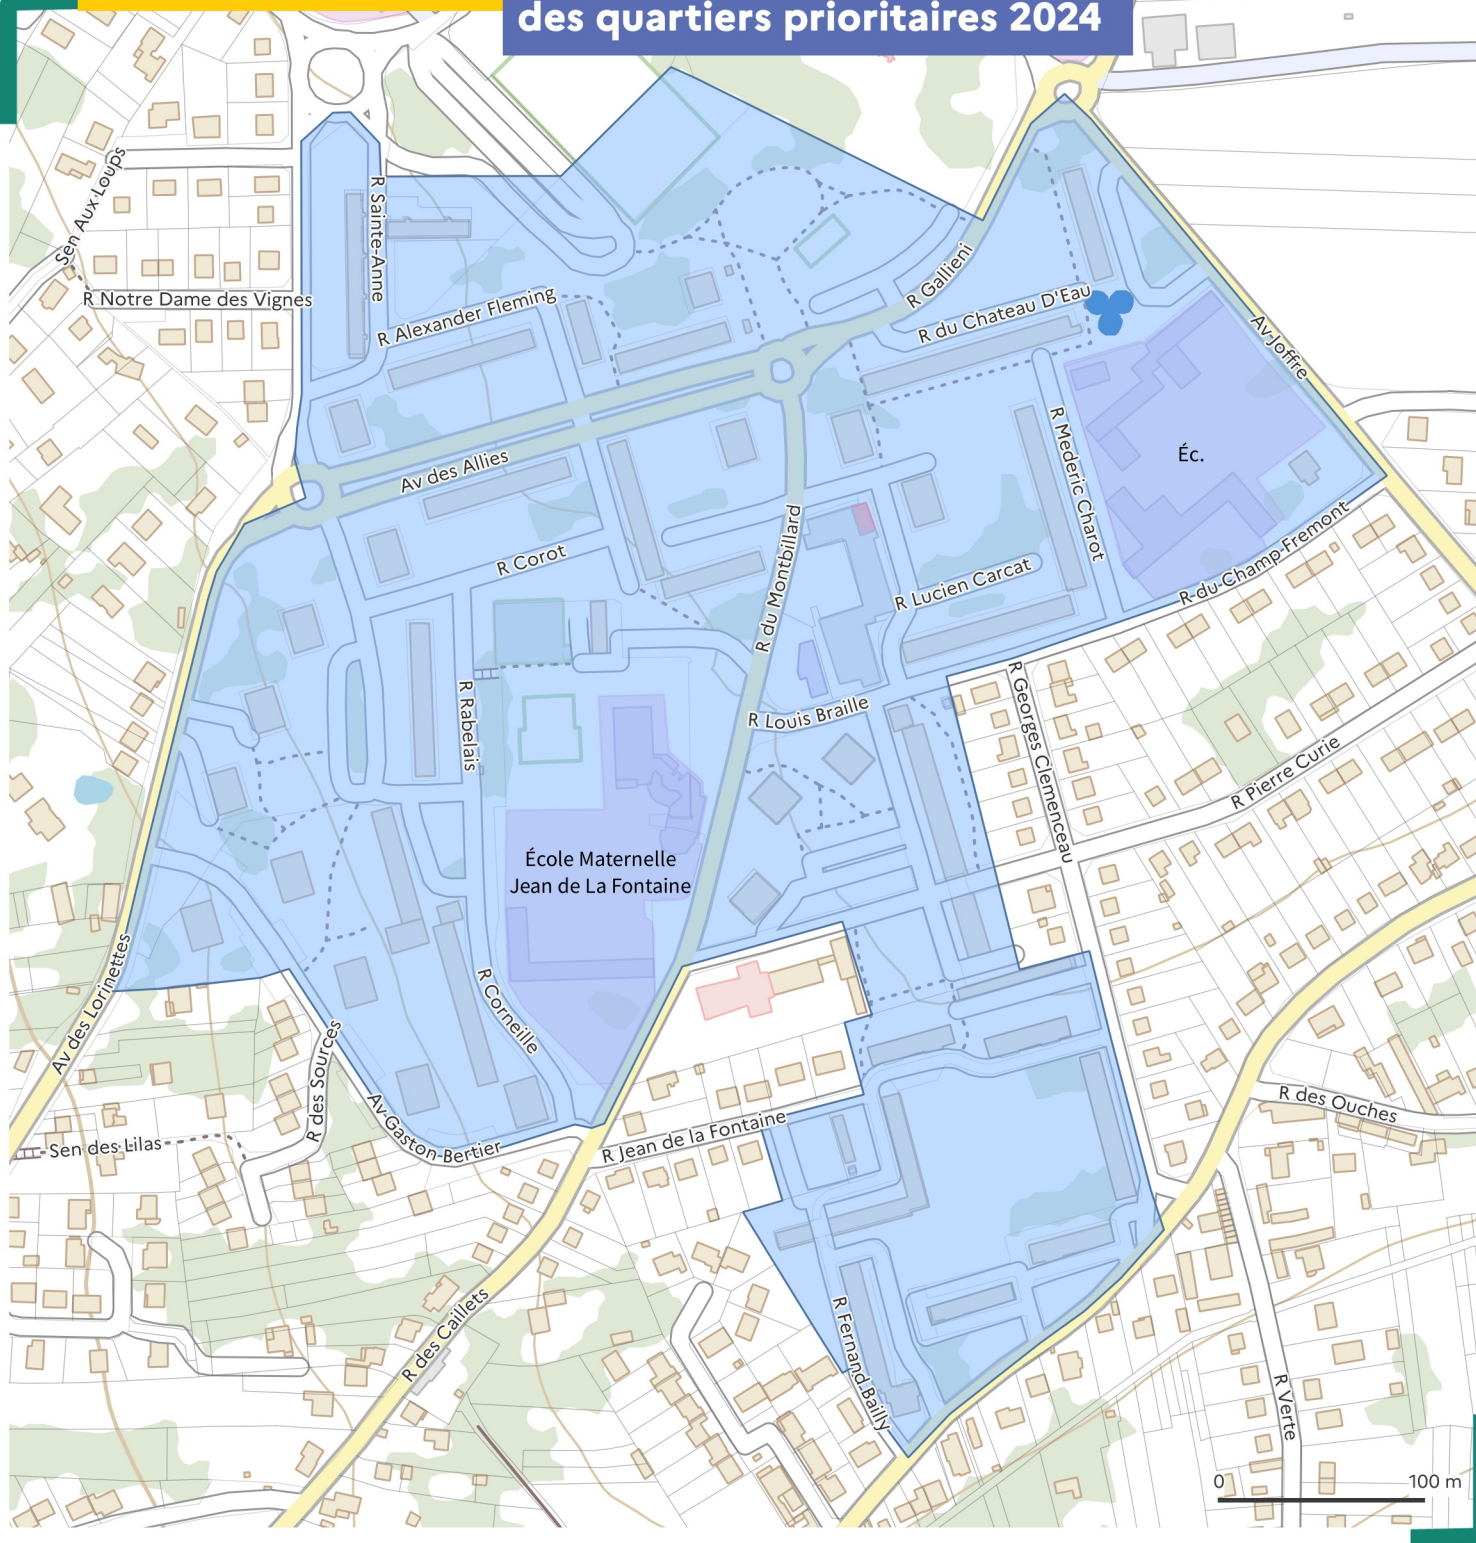 des quartiers prioritaires 2024
Sen Aux Loups
R Sainte-Anne
R Notre Dame des Vignes
R Alexander Fleming
R Gallieni
R du Chateau D'Eau
Av Joffre
R Mederic Charot
Éc.
Av des Allies
R Corot
R du Montbillard
R Lucien Carcat
R du Champ Fremont
R Rabelais
R Louis Braille
R Georges Clemenceau
R Pierre Curie
École Maternelle
Jean de La Fontaine
Av des Lorinettes
R Corneille
R des Sources
Av Gaston Bertier
R Jean de la Fontaine
R des Ouches
Sen des Lilas
R des Caillets
R Fernand Bailly
R Verte
0 100 m